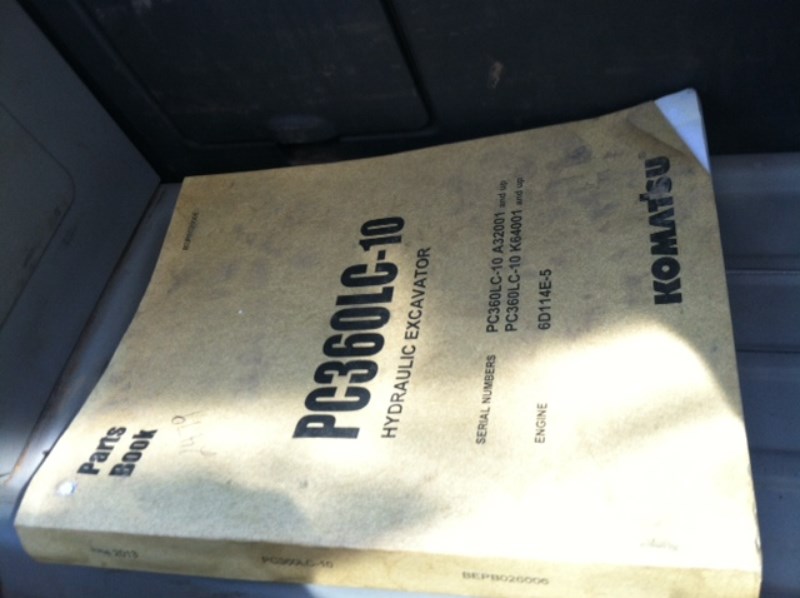 Parts
Book
PC360LC-10
HYDRAULIC EXCAVATOR
SERIAL NUMBERS PC360LC-10 A32001 and up
PC360LC-10 K64001 and up
ENGINE 6D114E-5
KOMATSU
2013
PC360LC-10
BEPB026006